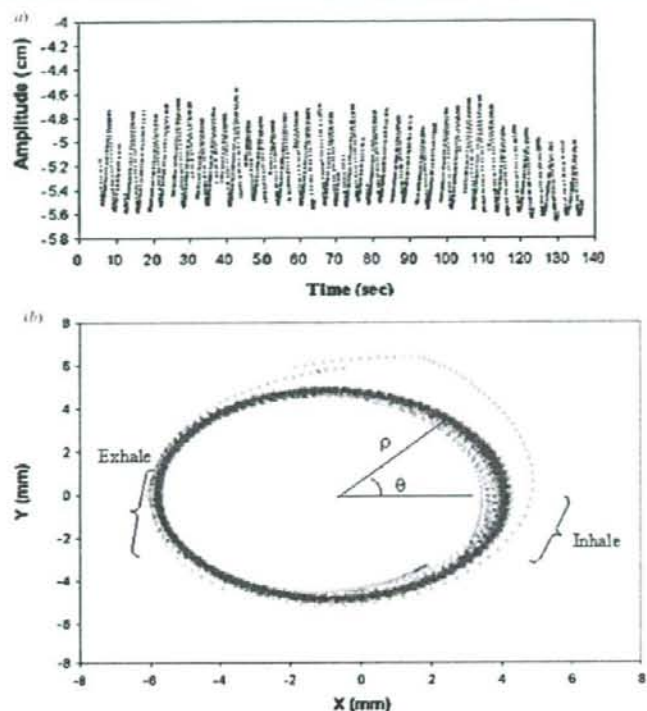 a)
Amplitude (cm)
-4
-4.2
-4.4
-4.6
-4.8
-5
-5.2
-5.4
-5.6
-5.8
0 10 20 30 40 50 60 70 80 90 100 110 120 130 140
Time (sec)
b)
Y (mm)
8
6
4
2
0
-2
-4
-6
-8
Exhale
ρ
θ
Inhale
-8 -6 -4 -2 0 2 4 6 8
X (mm)